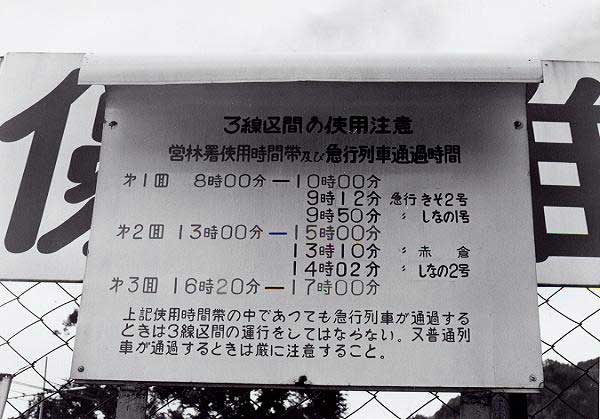 3線区間の使用注意
営林署使用時間帯及び急行列車通過時間
才1回 8時00分ー10時00分
9時12分 急行 きそ2号
9時50分 〃 しなの1号
才2回 13時00分ー15時00分
13時10分 〃 赤倉
14時02分 〃 しなの2号
才3回 16時20分ー17時00分
上記使用時間帯の中であつても急行列車が通過する
ときは3線区間の運行をしてはならない。又普通列
車が通過するときは厳に注意すること。